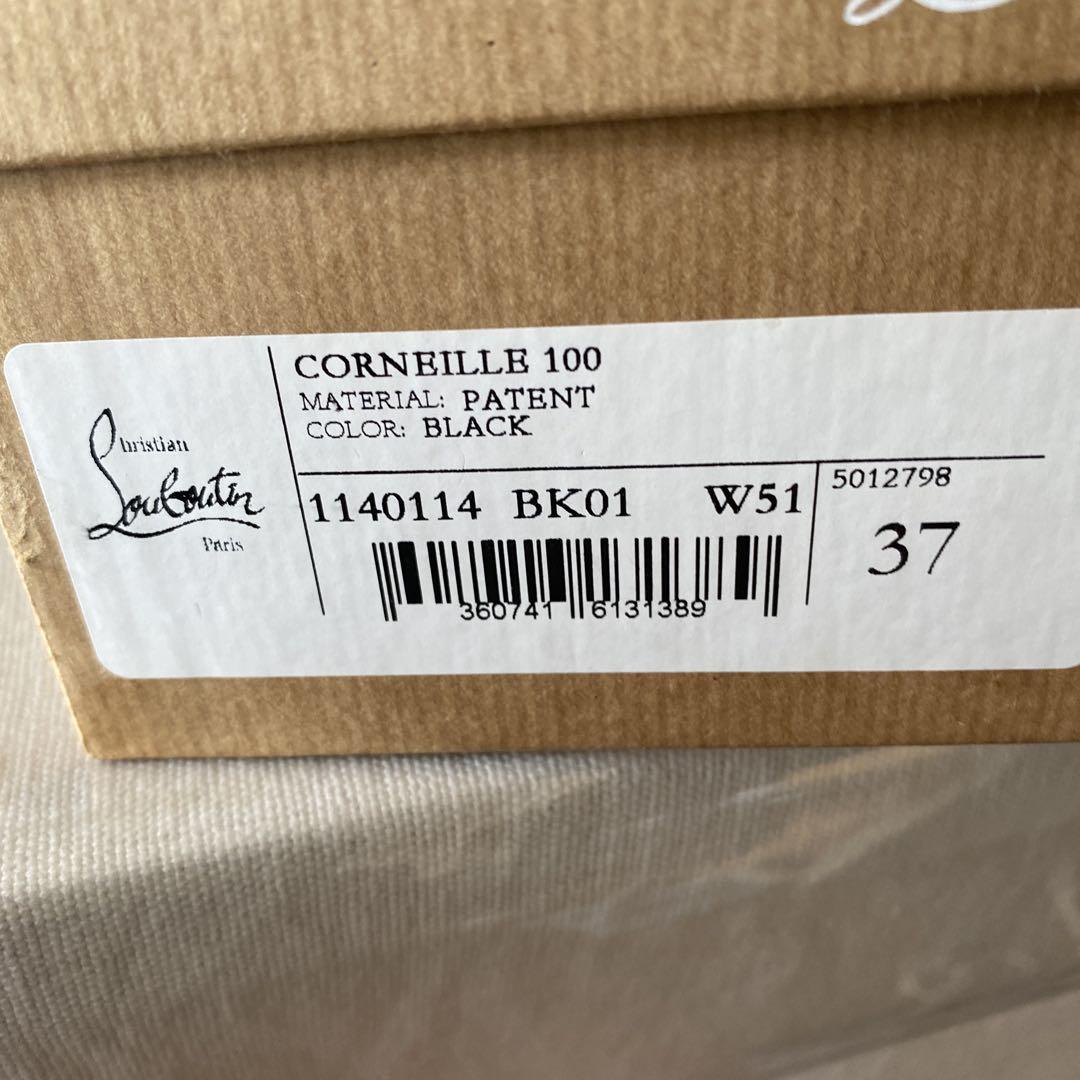 Christian
Louboutin
Paris
CORNEILLE 100
MATERIAL: PATENT
COLOR: BLACK
1140114 BK01 W51
5012798
37
360741 6131389